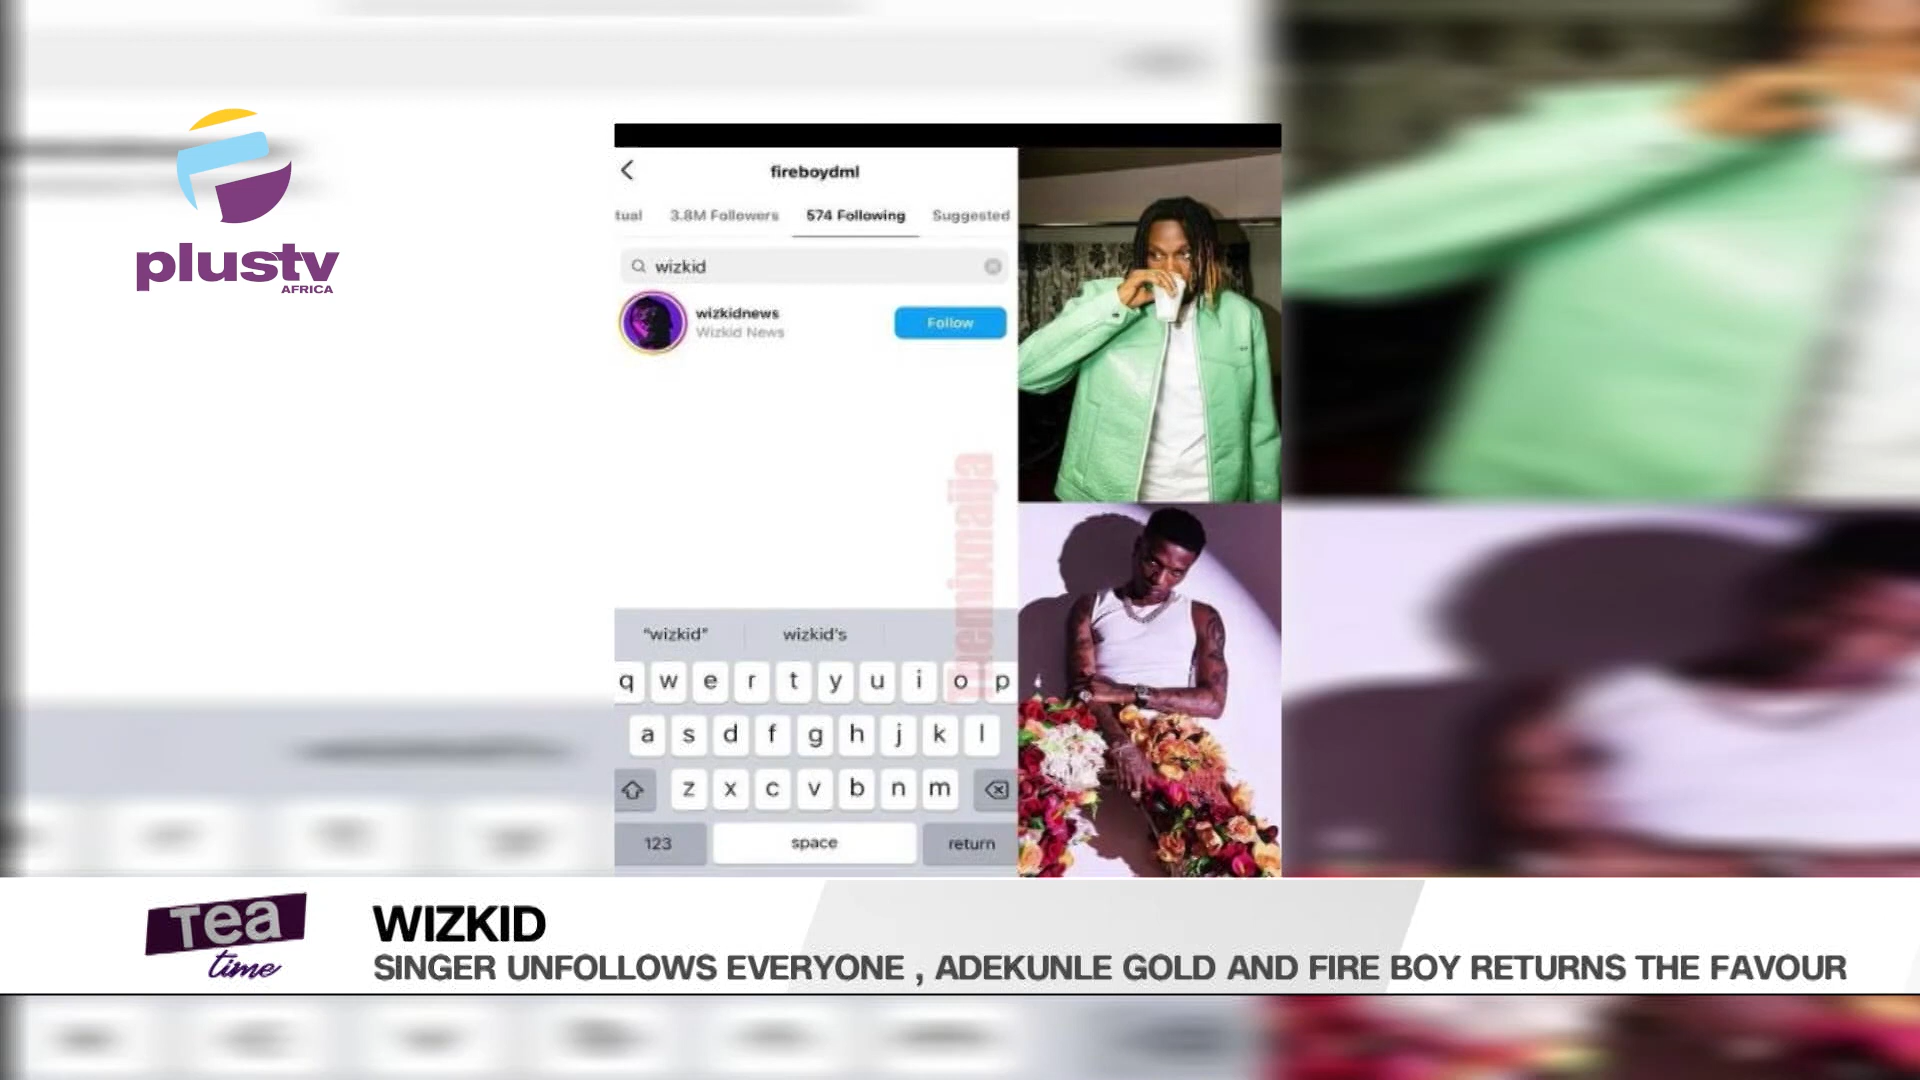 plustv
AFRICA
fireboydml
tual 3.8M Followers 574 Following Suggested
wizkid
wizkidnews
Wizkid News
Follow
"wizkid" wizkid's
q w e r t y u i o p
a s d f g h j k l
z x c v b n m
123 space return
Tea
time
WIZKID
SINGER UNFOLLOWS EVERYONE , ADEKUNLE GOLD AND FIRE BOY RETURNS THE FAVOUR